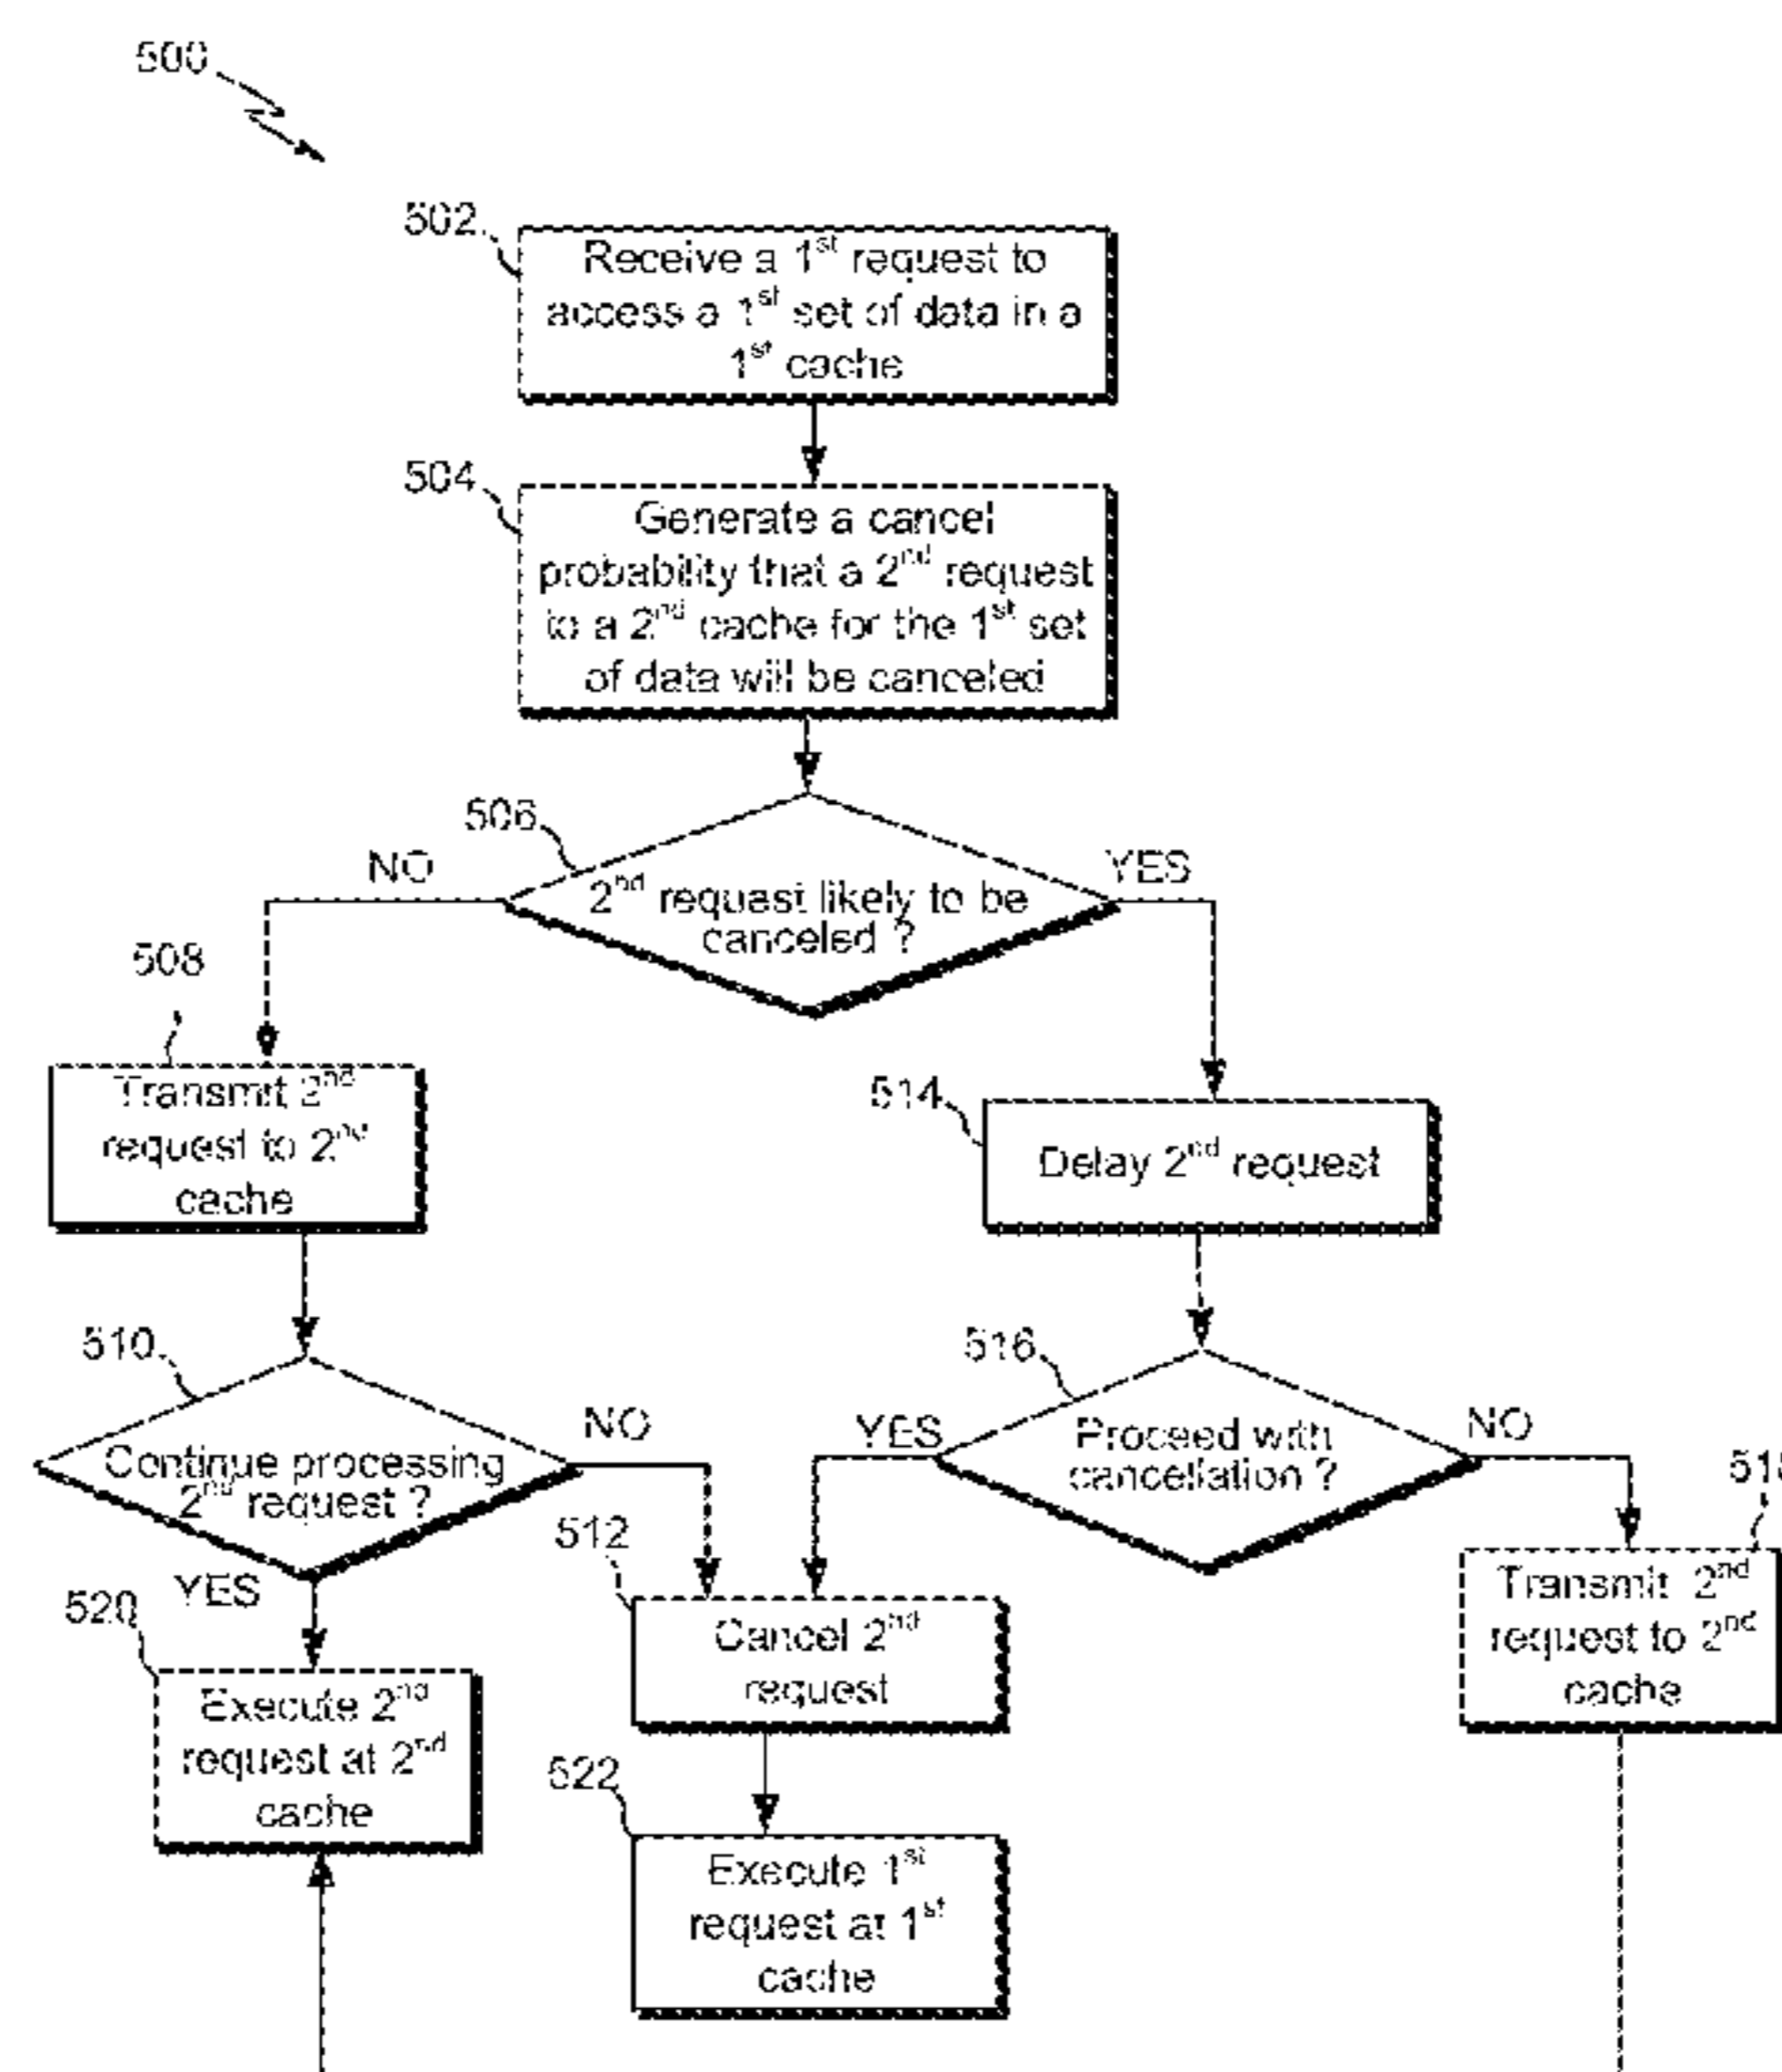 500
502
Receive a 1st request to
access a 1st set of data in a
1st cache
504
Generate a cancel
probability that a 2nd request
to a 2nd cache for the 1st set
of data will be canceled
506
NO
YES
2nd request likely to be
canceled ?
508
Transmit 2nd
request to 2nd
cache
514
Delay 2nd request
510
Continue processing
2nd request ?
NO
YES
516
Proceed with
cancellation ?
YES
NO
512
Cancel 2nd
request
518
Transmit 2nd
request to 2nd
cache
520
Execute 2nd
request at 2nd
cache
522
Execute 1st
request at 1st
cache